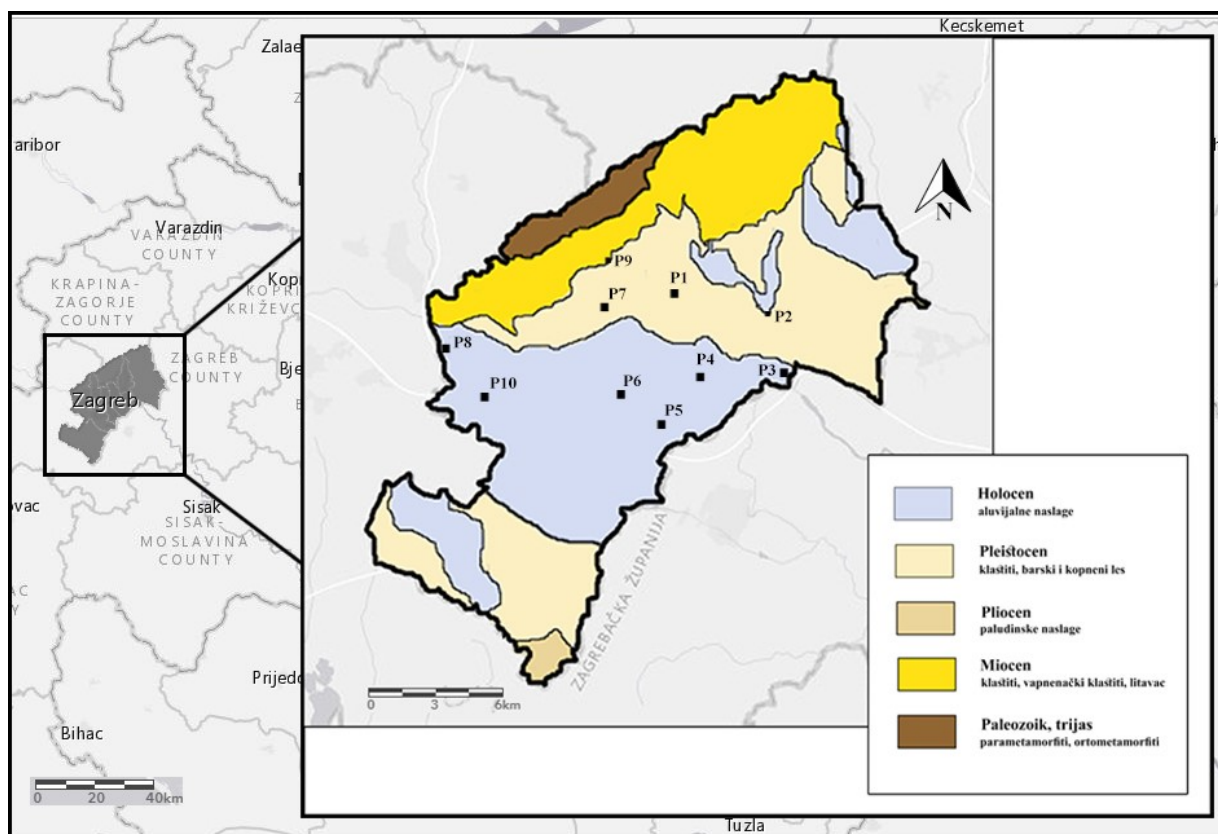 Kecskemet
Zalae
aribor
Varazdin
VARAZDIN
COUNTY
KRAPINA-
ZAGORJE
COUNTY
Kopi
KOPRI
KRIŽEVC
ZAGREB
COUNTY
Bje
Zagreb
Sisak
SISAK-
MOSLAVINA
COUNTY
ovac
Prijedo
Bihac
Tuzla
0 20 40km
N
P9
P1
P7
P2
P8
P4
P3
P10
P6
P5
ZAGREBAČKA ŽUPANIJA
0 3 6km
Holocen
aluvijalne naslage
Pleistocen
klastiti, barski i kopneni les
Pliocen
paludinske naslage
Miocen
klastiti, vapnenački klastiti, litavac
Paleozoik, trijas
parametamorfiti, ortometamorfiti